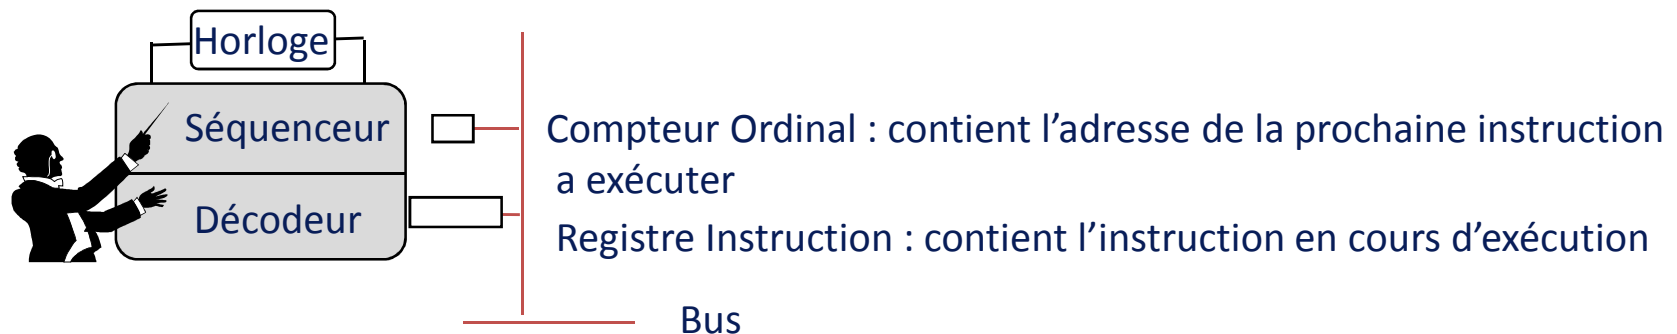 Horloge
Séquenceur
Compteur Ordinal : contient l’adresse de la prochaine instruction
a exécuter
Décodeur
Registre Instruction : contient l’instruction en cours d’exécution
Bus